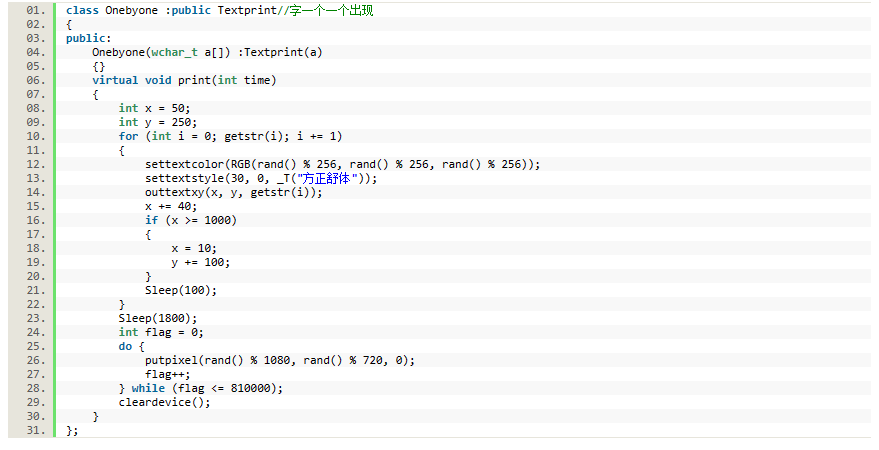 01. class Onebyone :public Textprint//字一个一个出现
02. {
03. public:
04.     Onebyone(wchar_t a[]) :Textprint(a)
05.     {}
06.     virtual void print(int time)
07.     {
08.         int x = 50;
09.         int y = 250;
10.         for (int i = 0; getstr(i); i += 1)
11.         {
12.             settextcolor(RGB(rand() % 256, rand() % 256, rand() % 256));
13.             settextstyle(30, 0, _T("方正舒体"));
14.             outtextxy(x, y, getstr(i));
15.             x += 40;
16.             if (x >= 1000)
17.             {
18.                 x = 10;
19.                 y += 100;
20.             }
21.             Sleep(100);
22.         }
23.         Sleep(1800);
24.         int flag = 0;
25.         do {
26.             putpixel(rand() % 1080, rand() % 720, 0);
27.             flag++;
28.         } while (flag <= 810000);
29.         cleardevice();
30.     }
31. };